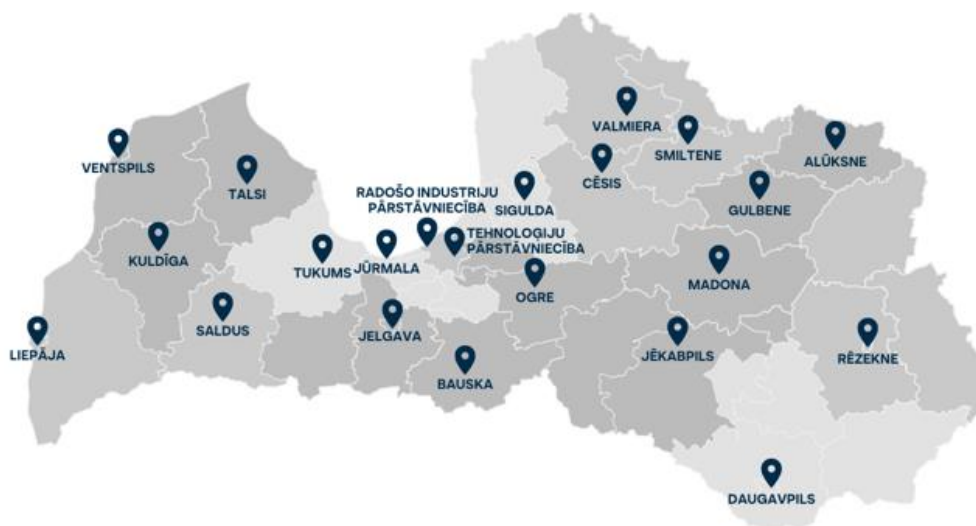 VALMIERA
SMILTENE
ALŪKSNE
VENTSPILS
TALSI
CĒSIS
RADOŠO INDUSTRIJU
PĀRSTĀVNIECĪBA
SIGULDA
GULBENE
TEHNOLOĢIJU
PĀRSTĀVNIECĪBA
KULDĪGA
TUKUMS
JŪRMALA
OGRE
MADONA
SALDUS
JELGAVA
LIEPĀJA
JĒKABPILS
RĒZEKNE
BAUSKA
DAUGAVPILS